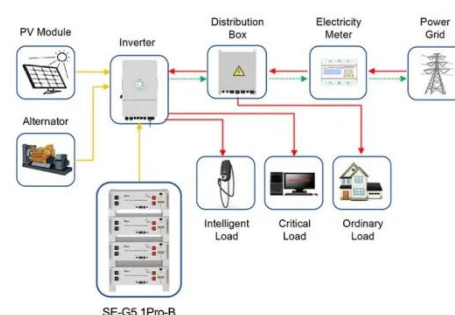 PV Module
Inverter
Distribution
Box
Electricity
Meter
Power
Grid
Alternator
Intelligent
Load
Critical
Load
Ordinary
Load
SE-G5.1Pro-B